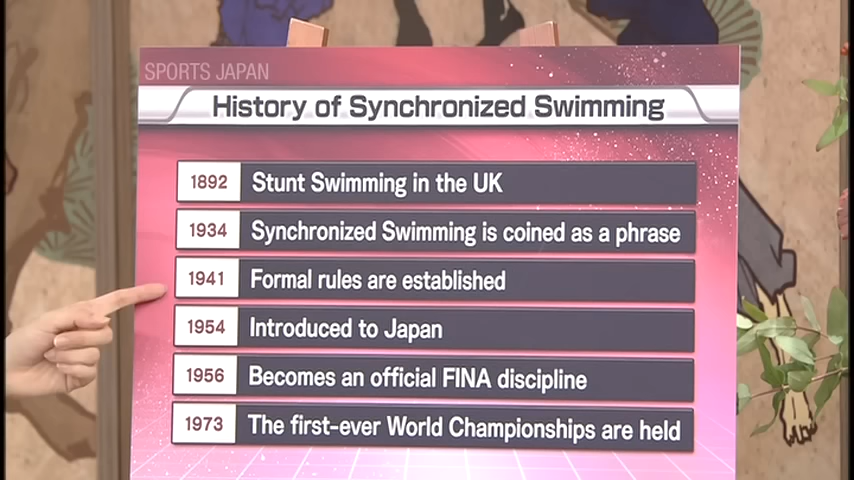 SPORTS JAPAN
History of Synchronized Swimming
1892 Stunt Swimming in the UK
1934 Synchronized Swimming is coined as a phrase
1941 Formal rules are established
1954 Introduced to Japan
1956 Becomes an official FINA discipline
1973 The first-ever World Championships are held